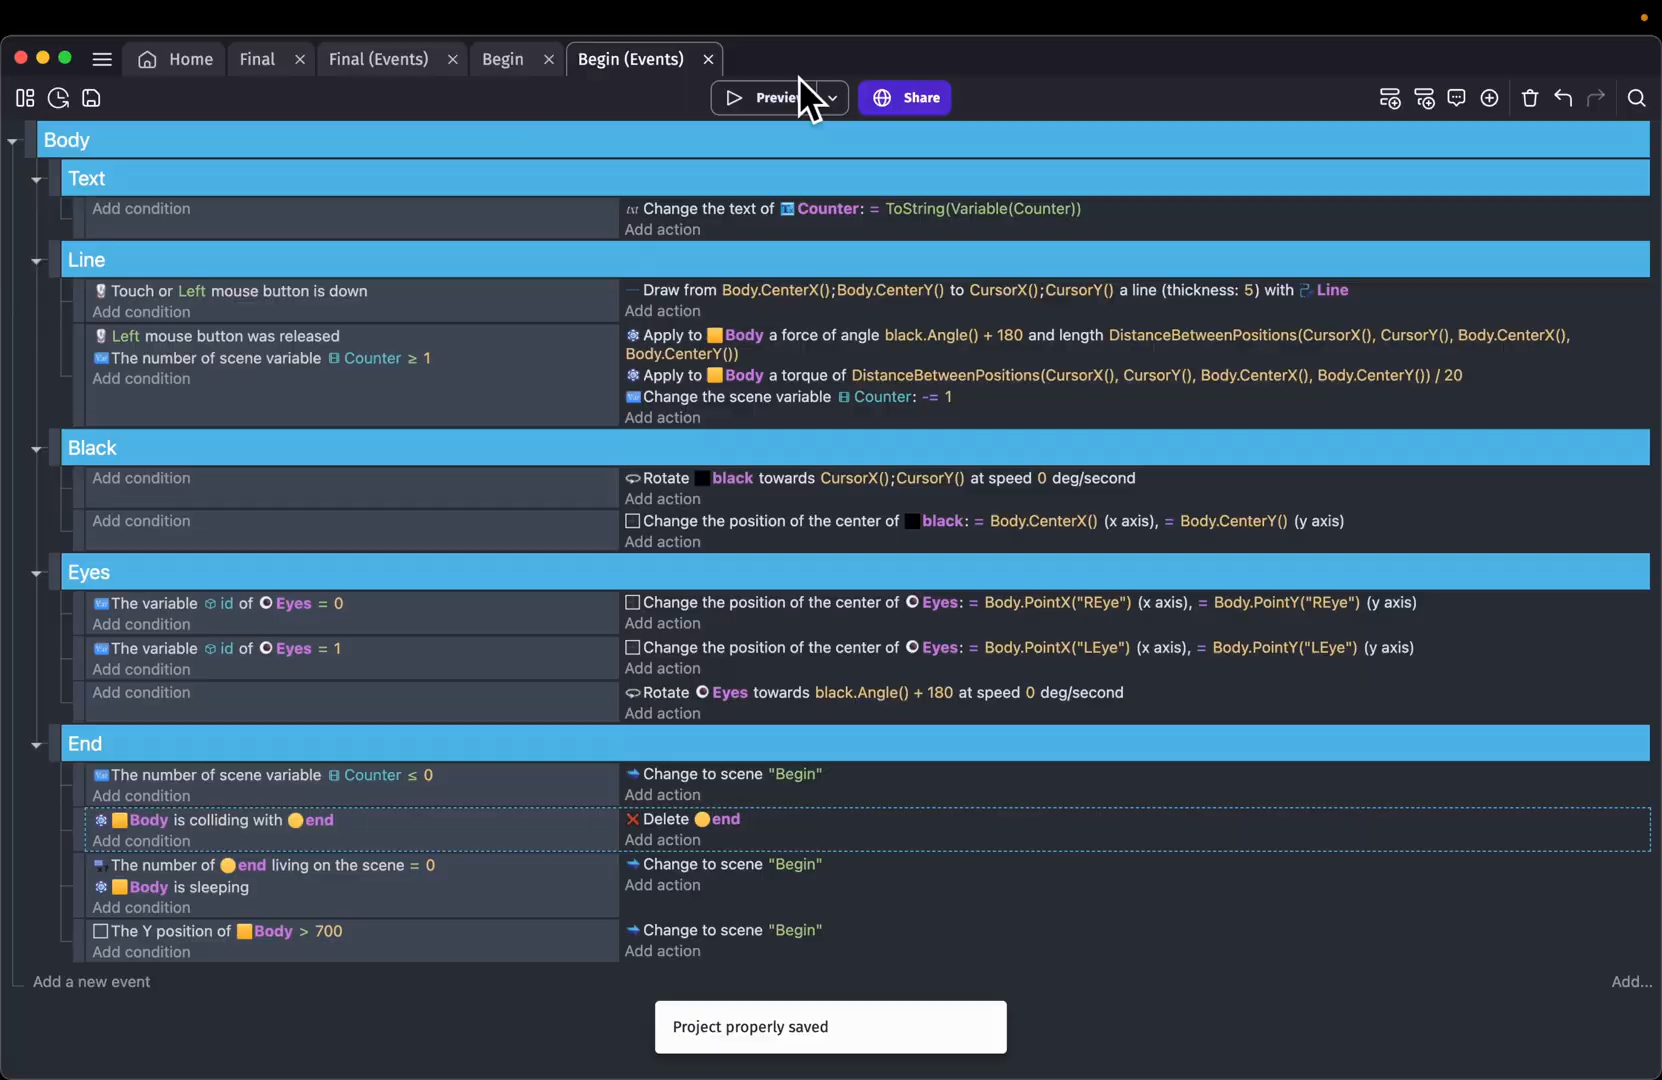 Home
Final
Final (Events)
Begin
Begin (Events)
Preview
Share
Body
Text
Add condition
Change the text of Counter: = ToString(Variable(Counter))
Add action
Line
Touch or Left mouse button is down
Add condition
Draw from Body.CenterX();Body.CenterY() to CursorX();CursorY() a line (thickness: 5) with Line
Add action
Left mouse button was released
The number of scene variable Counter ≥ 1
Add condition
Apply to Body a force of angle black.Angle() + 180 and length DistanceBetweenPositions(CursorX(), CursorY(), Body.CenterX(),
Body.CenterY())
Apply to Body a torque of DistanceBetweenPositions(CursorX(), CursorY(), Body.CenterX(), Body.CenterY()) / 20
Change the scene variable Counter: -= 1
Add action
Black
Add condition
Rotate black towards CursorX();CursorY() at speed 0 deg/second
Add action
Add condition
Change the position of the center of black: = Body.CenterX() (x axis), = Body.CenterY() (y axis)
Add action
Eyes
The variable id of Eyes = 0
Add condition
Change the position of the center of Eyes: = Body.PointX("REye") (x axis), = Body.PointY("REye") (y axis)
Add action
The variable id of Eyes = 1
Add condition
Change the position of the center of Eyes: = Body.PointX("LEye") (x axis), = Body.PointY("LEye") (y axis)
Add action
Add condition
Rotate Eyes towards black.Angle() + 180 at speed 0 deg/second
Add action
End
The number of scene variable Counter ≤ 0
Add condition
Change to scene "Begin"
Add action
Body is colliding with end
Add condition
Delete end
Add action
The number of end living on the scene = 0
Body is sleeping
Add condition
Change to scene "Begin"
Add action
The Y position of Body > 700
Add condition
Change to scene "Begin"
Add action
Add a new event
Add...
Project properly saved